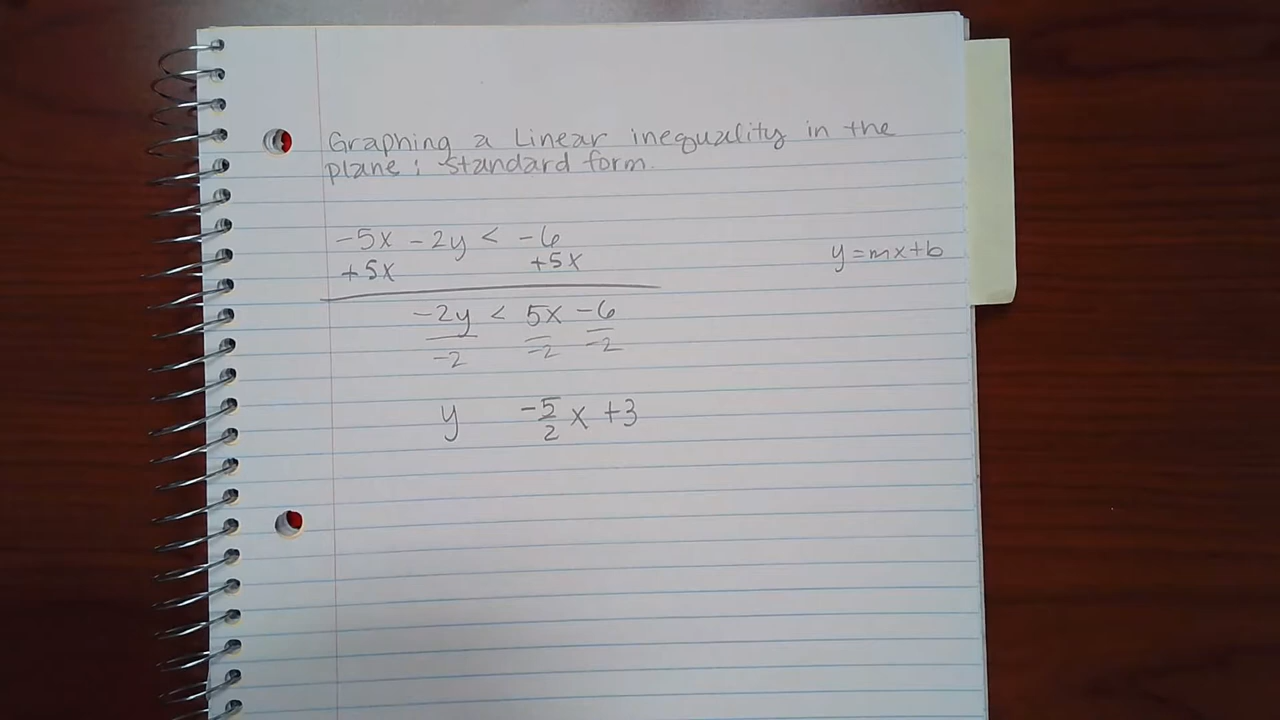 Graphing a Linear inequality in the
plane: standard form.
-5x -2y < -6
+5x +5x
y=mx+b
-2y < 5x -6
-2 -2 -2
y -5/2 x +3